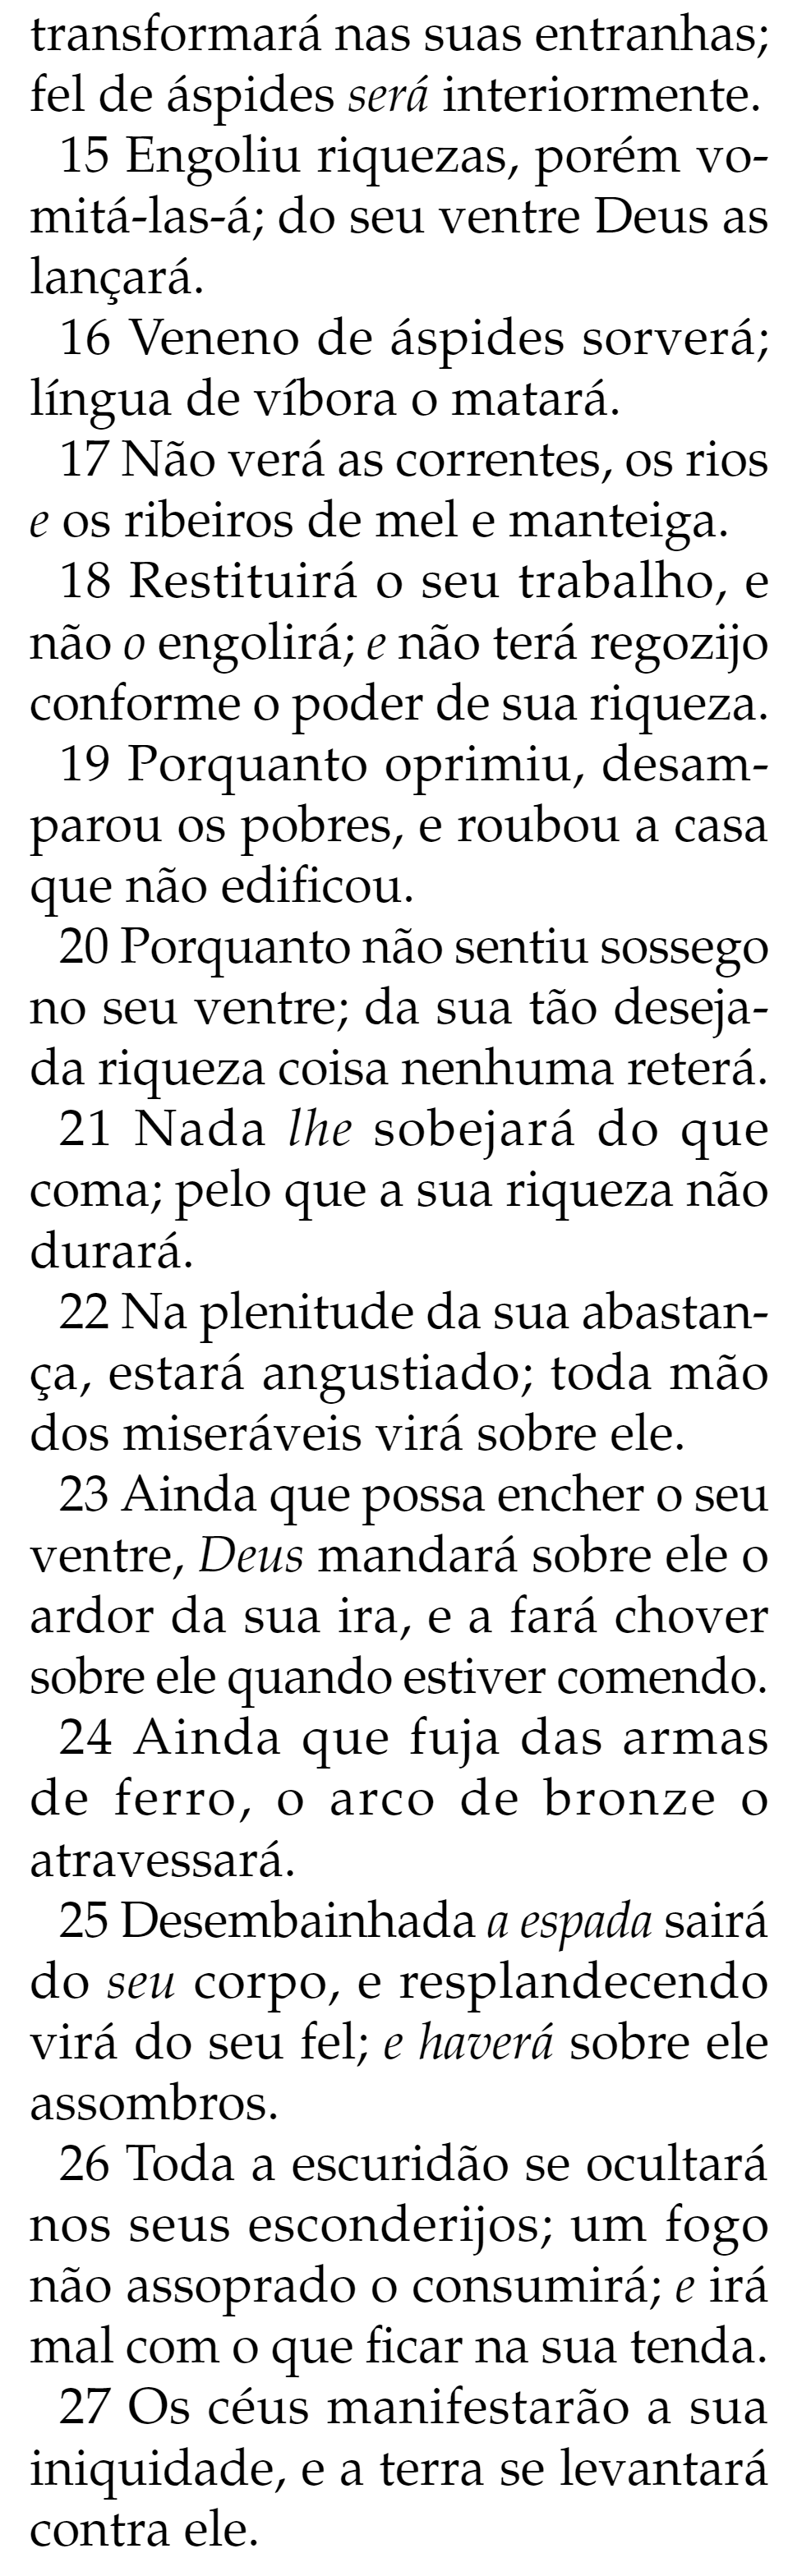 transformará nas suas entranhas;
fel de áspides será interiormente.
15 Engoliu riquezas, porém vo-
mitá-las-á; do seu ventre Deus as
lançará.
16 Veneno de áspides sorverá;
língua de víbora o matará.
17 Não verá as correntes, os rios
e os ribeiros de mel e manteiga.
18 Restituirá o seu trabalho, e
não o engolirá; e não terá regozijo
conforme o poder de sua riqueza.
19 Porquanto oprimiu, desam-
parou os pobres, e roubou a casa
que não edificou.
20 Porquanto não sentiu sossego
no seu ventre; da sua tão deseja-
da riqueza coisa nenhuma reterá.
21 Nada lhe sobejará do que
coma; pelo que a sua riqueza não
durará.
22 Na plenitude da sua abastan-
ça, estará angustiado; toda mão
dos miseráveis virá sobre ele.
23 Ainda que possa encher o seu
ventre, Deus mandará sobre ele o
ardor da sua ira, e a fará chover
sobre ele quando estiver comendo.
24 Ainda que fuja das armas
de ferro, o arco de bronze o
atravessará.
25 Desembainhada a espada sairá
do seu corpo, e resplandecendo
virá do seu fel; e haverá sobre ele
assombros.
26 Toda a escuridão se ocultará
nos seus esconderijos; um fogo
não assoprado o consumirá; e irá
mal com o que ficar na sua tenda.
27 Os céus manifestarão a sua
iniquidade, e a terra se levantará
contra ele.